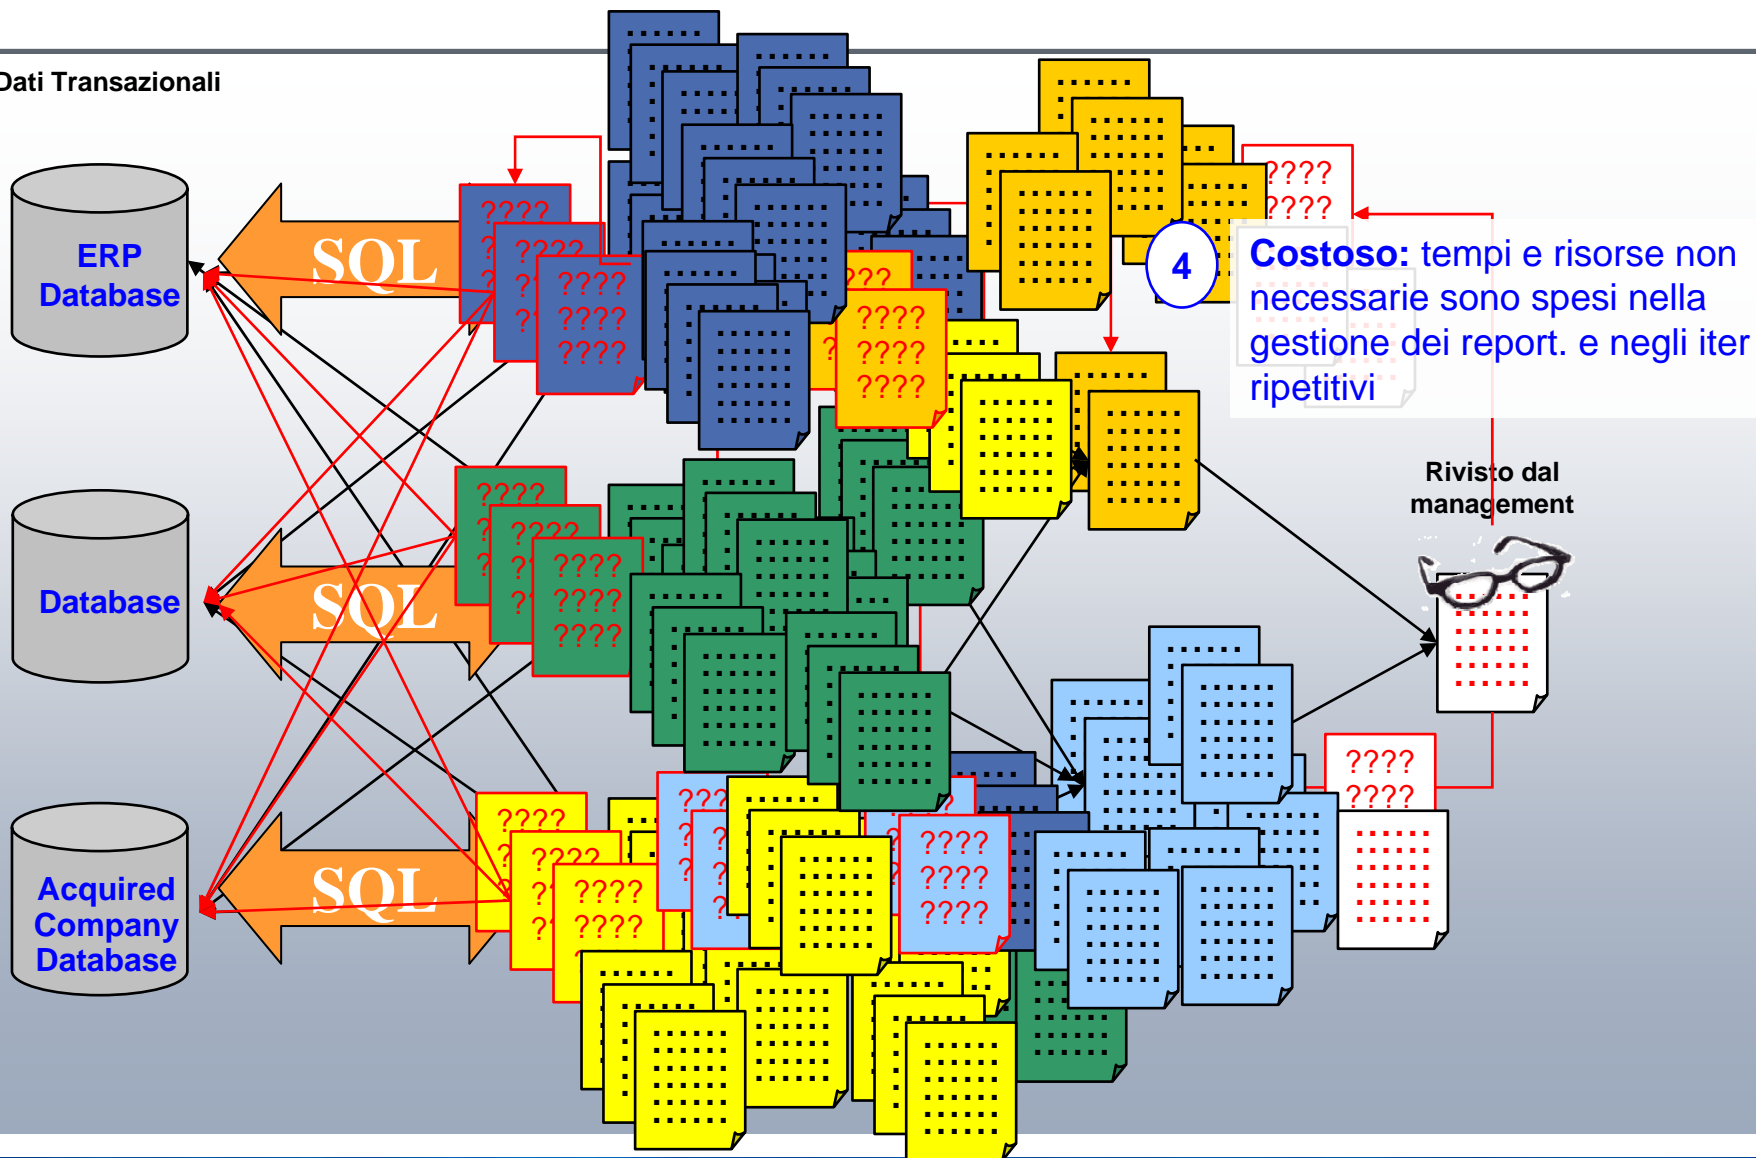 Dati Transazionali
????
????
????
????
????
????
????
????
SQL
ERP
Database
4
Costoso: tempi e risorse non
necessarie sono spesi nella
gestione dei report. e negli iter
ripetitivi
????
????
????
Rivisto dal
management
????
????
????
????
????
SQL
Database
????
????
????
????
????
????
SQL
Acquired
Company
Database
????
????
????